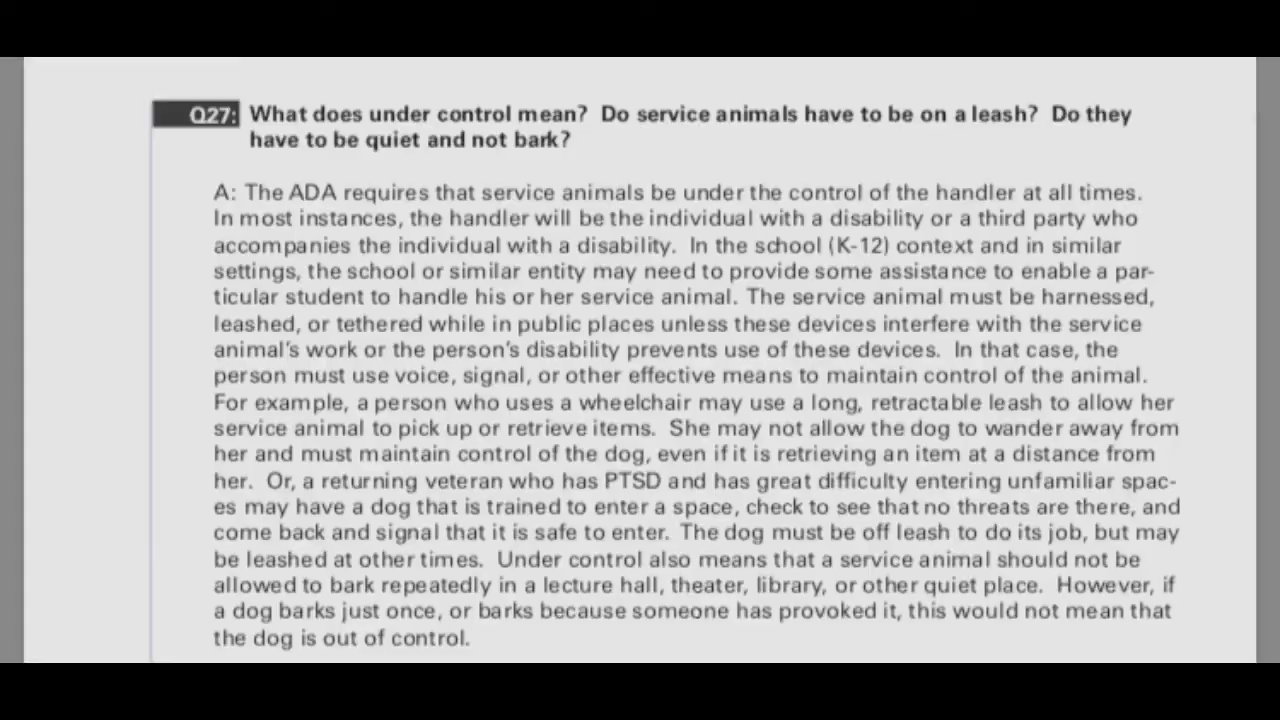 Q27: What does under control mean? Do service animals have to be on a leash? Do they
have to be quiet and not bark?
A: The ADA requires that service animals be under the control of the handler at all times.
In most instances, the handler will be the individual with a disability or a third party who
accompanies the individual with a disability. In the school (K-12) context and in similar
settings, the school or similar entity may need to provide some assistance to enable a par-
ticular student to handle his or her service animal. The service animal must be harnessed,
leashed, or tethered while in public places unless these devices interfere with the service
animal's work or the person's disability prevents use of these devices. In that case, the
person must use voice, signal, or other effective means to maintain control of the animal.
For example, a person who uses a wheelchair may use a long, retractable leash to allow her
service animal to pick up or retrieve items. She may not allow the dog to wander away from
her and must maintain control of the dog, even if it is retrieving an item at a distance from
her. Or, a returning veteran who has PTSD and has great difficulty entering unfamiliar spac-
es may have a dog that is trained to enter a space, check to see that no threats are there, and
come back and signal that it is safe to enter. The dog must be off leash to do its job, but may
be leashed at other times. Under control also means that a service animal should not be
allowed to bark repeatedly in a lecture hall, theater, library, or other quiet place. However, if
a dog barks just once, or barks because someone has provoked it, this would not mean that
the dog is out of control.